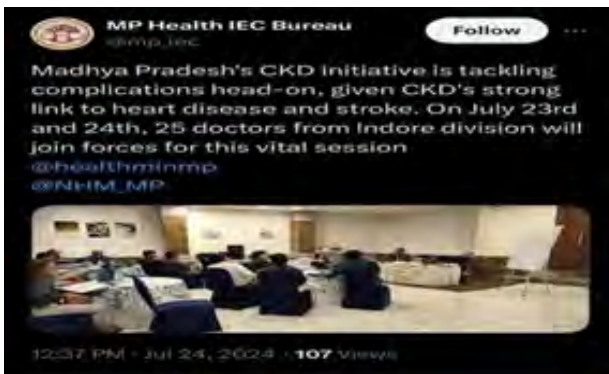 MP Health IEC Bureau
@mp_iec
Follow
Madhya Pradesh's CKD initiative is tackling
complications head-on, given CKD's strong
link to heart disease and stroke. On July 23rd
and 24th, 25 doctors from Indore division will
join forces for this vital session
@healthminmp
@NHM_MP
12:37 PM · Jul 24, 2024 · 107 Views